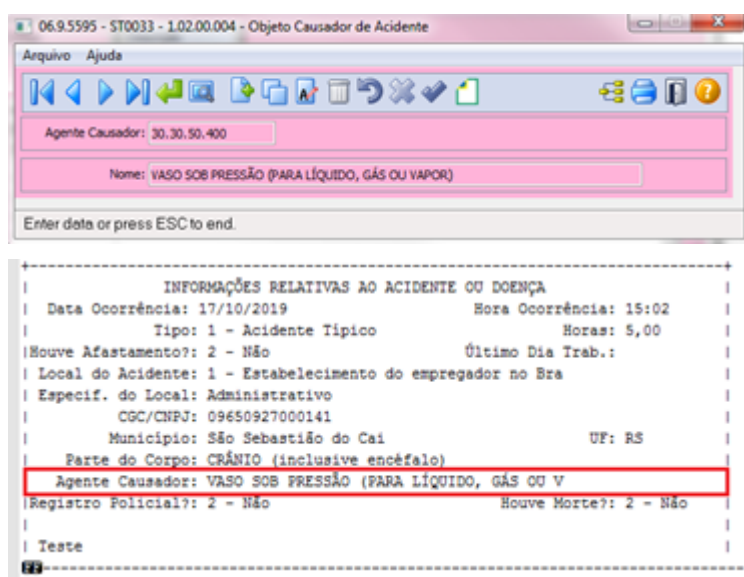 06.9.5595 - ST0033 - 1.02.00.004 - Objeto Causador de Acidente
Arquivo Ajuda
Agente Causador: 30.30.50.400
Nome: VASO SOB PRESSÃO (PARA LÍQUIDO, GÁS OU VAPOR)
Enter data or press ESC to end.
INFORMAÇÕES RELATIVAS AO ACIDENTE OU DOENÇA
Data Ocorrência: 17/10/2019 Hora Ocorrência: 15:02
Tipo: 1 - Acidente Típico Horas: 5,00
Houve Afastamento?: 2 - Não Último Dia Trab.:
Local do Acidente: 1 - Estabelecimento do empregador no Bra
Especif. do Local: Administrativo
CGC/CNPJ: 09650927000141
Município: São Sebastião do Cai UF: RS
Parte do Corpo: CRÂNIO (inclusive encéfalo)
Agente Causador: VASO SOB PRESSÃO (PARA LÍQUIDO, GÁS OU V
Registro Policial?: 2 - Não Houve Morte?: 2 - Não
Teste
FF